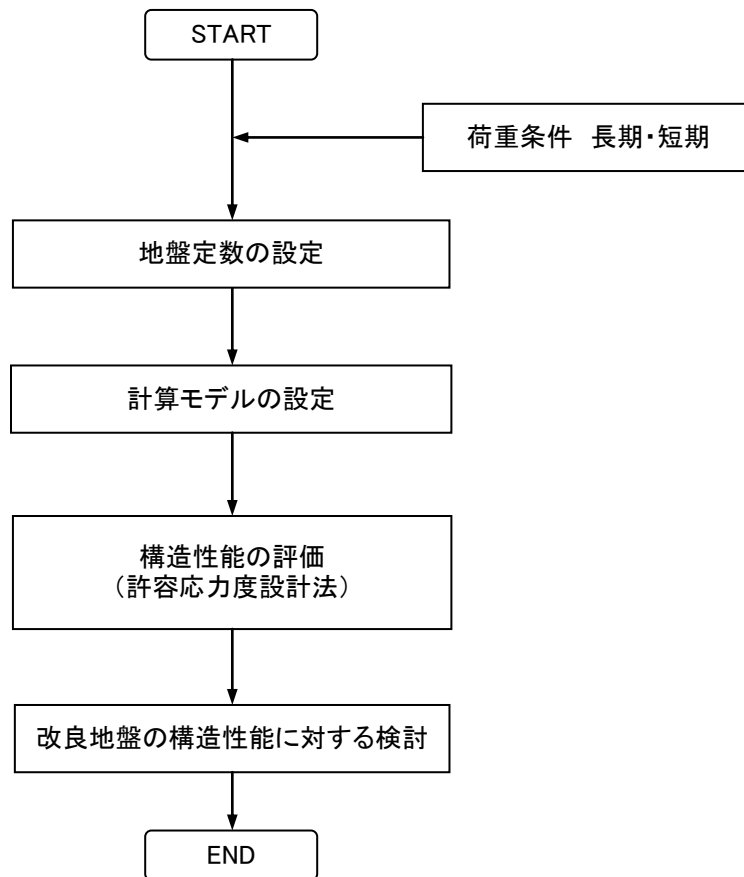 START
荷重条件　長期・短期
地盤定数の設定
計算モデルの設定
構造性能の評価
（許容応力度設計法）
改良地盤の構造性能に対する検討
END